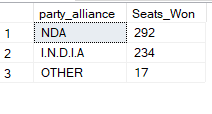 party_alliance Seats_Won
1 NDA 292
2 I.N.D.I.A 234
3 OTHER 17